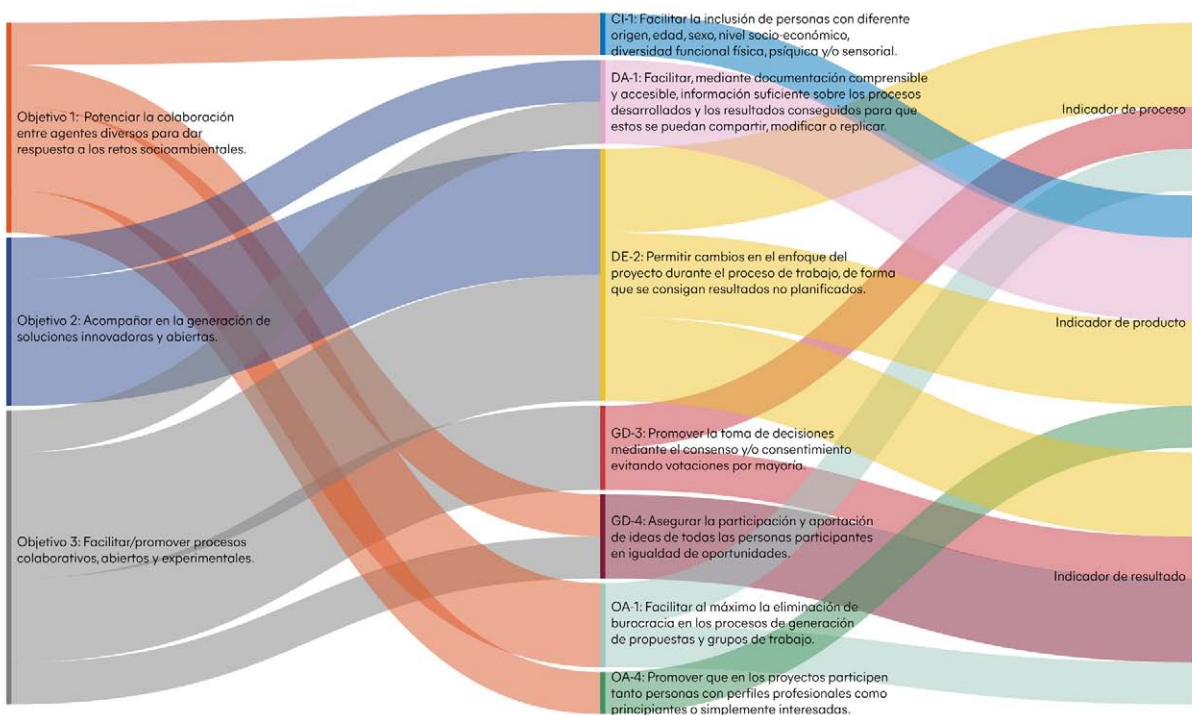 Objetivo 1: Potenciar la colaboración
entre agentes diversos para dar
respuesta a los retos socioambientales.
Objetivo 2: Acompañar en la generación de
soluciones innovadoras y abiertas.
Objetivo 3: Facilitar/promover procesos
colaborativos, abiertos y experimentales.
CI-1: Facilitar la inclusión de personas con diferente
origen, edad, sexo, nivel socio-económico,
diversidad funcional física, psíquica y/o sensorial.
DA-1: Facilitar, mediante documentación comprensible
y accesible, información suficiente sobre los procesos
desarrollados y los resultados conseguidos para que
estos se puedan compartir, modificar o replicar.
DE-2: Permitir cambios en el enfoque del
proyecto durante el proceso de trabajo, de forma
que se consigan resultados no planificados.
GD-3: Promover la toma de decisiones
mediante el consenso y/o consentimiento
evitando votaciones por mayoría.
GD-4: Asegurar la participación y aportación
de ideas de todas las personas participantes
en igualdad de oportunidades.
OA-1: Facilitar al máximo la eliminación de
burocracia en los procesos de generación
de propuestas y grupos de trabajo.
OA-4: Promover que en los proyectos participen
tanto personas con perfiles profesionales como
principiantes o simplemente interesadas.
Indicador de proceso
Indicador de producto
Indicador de resultado